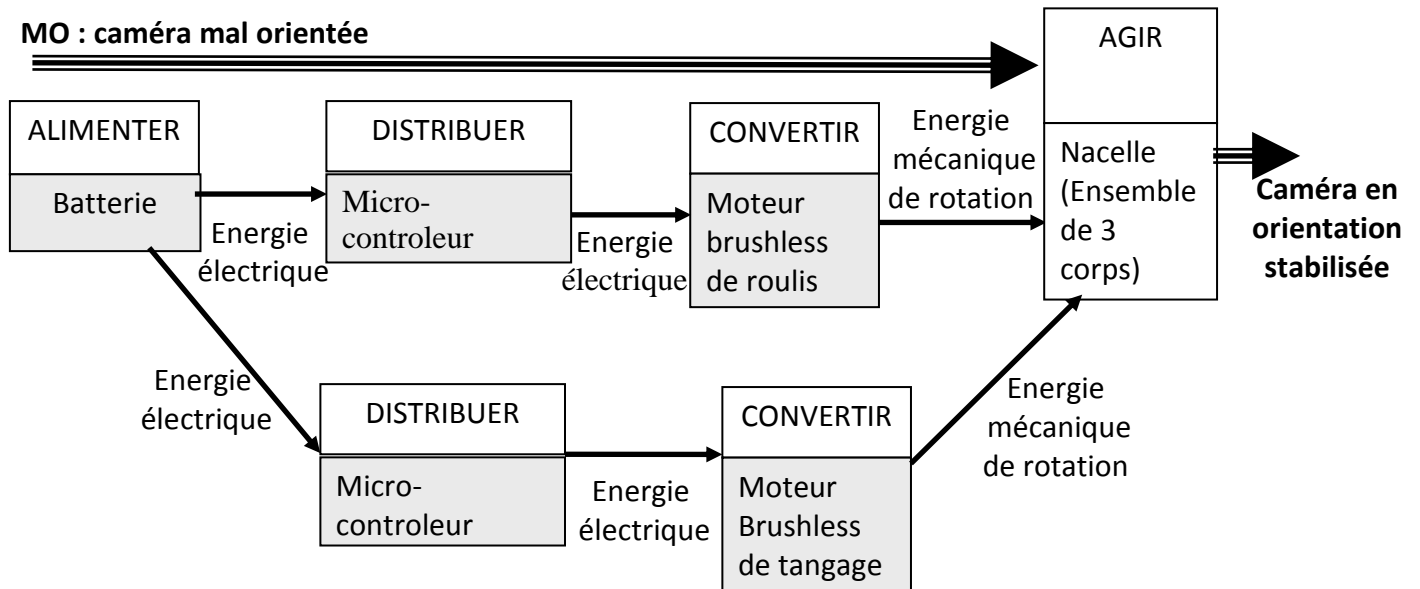 MO : caméra mal orientée
AGIR
ALIMENTER
DISTRIBUER
CONVERTIR
Energie
mécanique
de rotation
Batterie
Micro-
controleur
Moteur
brushless
de roulis
Nacelle
(Ensemble
de 3
corps)
Energie
électrique
Energie
électrique
Caméra en
orientation
stabilisée
Energie
électrique
DISTRIBUER
CONVERTIR
Energie
mécanique
de rotation
Micro-
controleur
Energie
électrique
Moteur
Brushless
de tangage